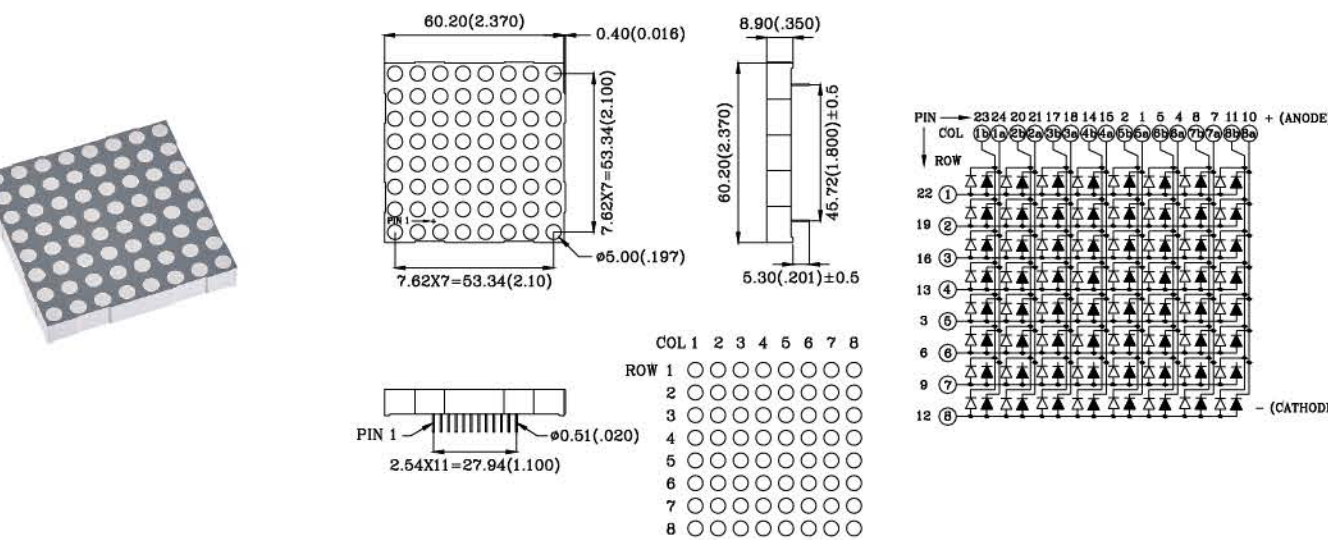 60.20(2.370)
0.40(0.016)
7.62X7=53.34(2.100)
PIN 1
ø5.00(.197)
7.62X7=53.34(2.10)
8.90(.350)
60.20(2.370)
45.72(1.800)±0.5
5.30(.201)±0.5
PIN 1
ø0.51(.020)
2.54X11=27.94(1.100)
COL 1 2 3 4 5 6 7 8
ROW 1
2
3
4
5
6
7
8
PIN 23 24 20 21 17 18 14 15 2 1 5 4 8 7 11 10 + (ANODE
COL 1b 1a 2b 2a 3b 3a 4b 4a 5b 5a 6b 6a 7b 7a 8b 8a
ROW
22 1
19 2
16 3
13 4
3 5
6 6
9 7
12 8
- (CATHOD